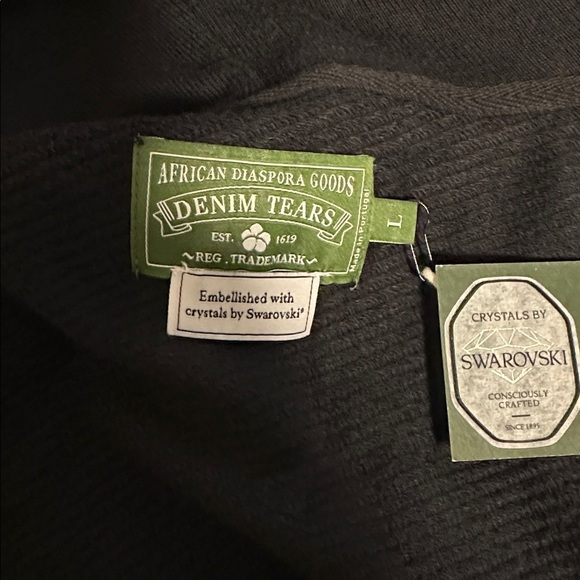 AFRICAN DIASPORA GOODS
DENIM TEARS
EST. 1619
REG. TRADEMARK
Made in Portugal
L
Embellished with
crystals by Swarovski®
CRYSTALS BY
SWAROVSKI
CONSCIOUSLY
CRAFTED
SINCE 1895